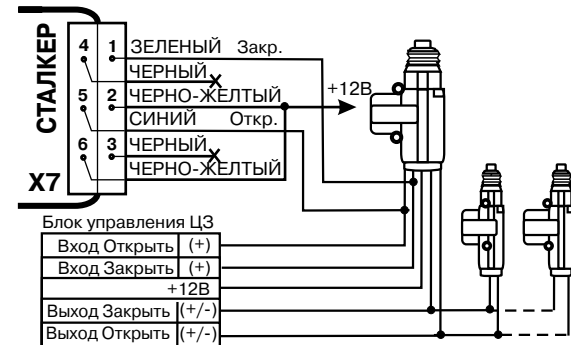 СТАЛКЕР
X7
4 1 ЗЕЛЕНЫЙ Закр.
ЧЕРНЫЙ
5 2 ЧЕРНО-ЖЕЛТЫЙ
+12В
СИНИЙ Откр.
6 3 ЧЕРНЫЙ
ЧЕРНО-ЖЕЛТЫЙ
Блок управления ЦЗ
Вход Открыть (+)
Вход Закрыть (+)
+12В
Выход Закрыть (+/-)
Выход Открыть (+/-)